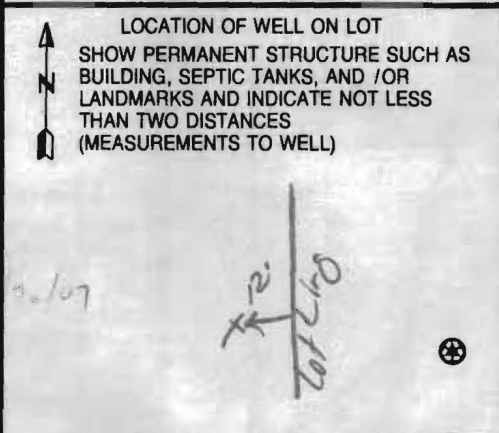 LOCATION OF WELL ON LOT
SHOW PERMANENT STRUCTURE SUCH AS
BUILDING, SEPTIC TANKS, AND /OR
LANDMARKS AND INDICATE NOT LESS
THAN TWO DISTANCES
(MEASUREMENTS TO WELL)
N
X
Lot Line